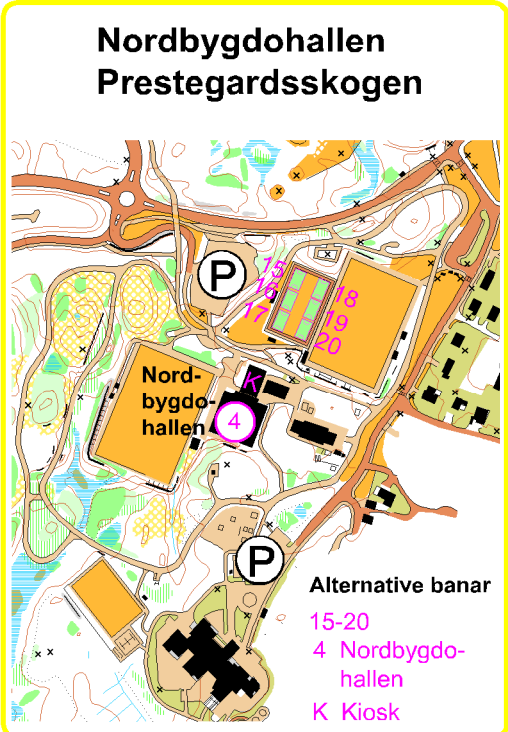 Nordbygdohallen
Prestegardsskogen
P
15
16
17
18
19
20
K
Nord-
bygdo-
hallen
4
P
Alternative banar
15-20
4 Nordbygdo-
hallen
K Kiosk